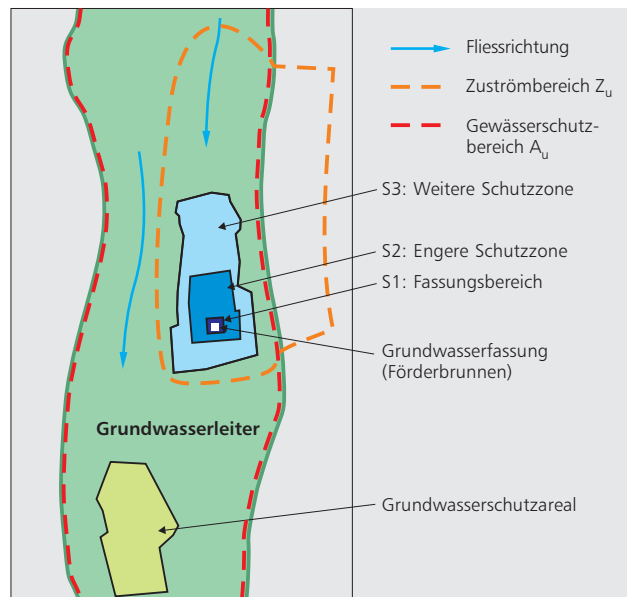 Fliessrichtung
Zuströmbereich Zu
Gewässerschutz-
bereich Au
S3: Weitere Schutzzone
S2: Engere Schutzzone
S1: Fassungsbereich
Grundwasserfassung
(Förderbrunnen)
Grundwasserleiter
Grundwasserschutzareal